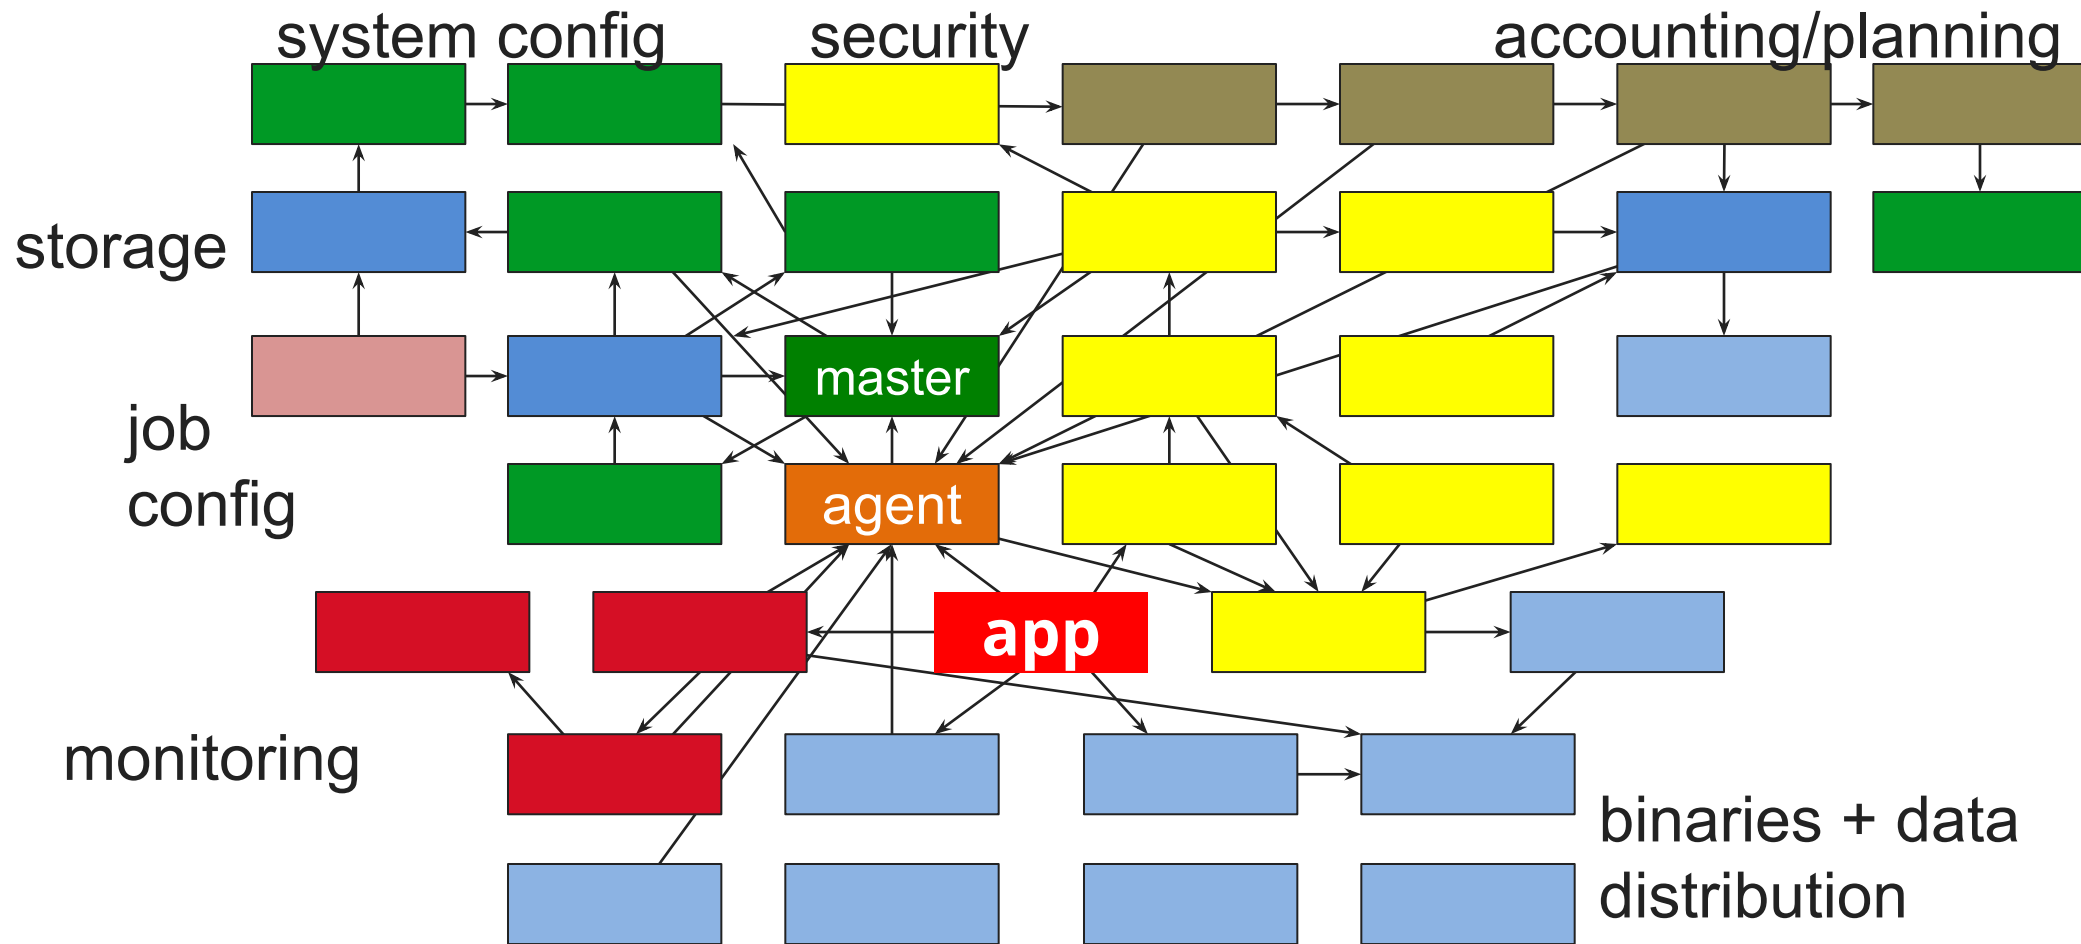 system config
security
accounting/planning
storage
master
job
config
agent
app
monitoring
binaries + data
distribution